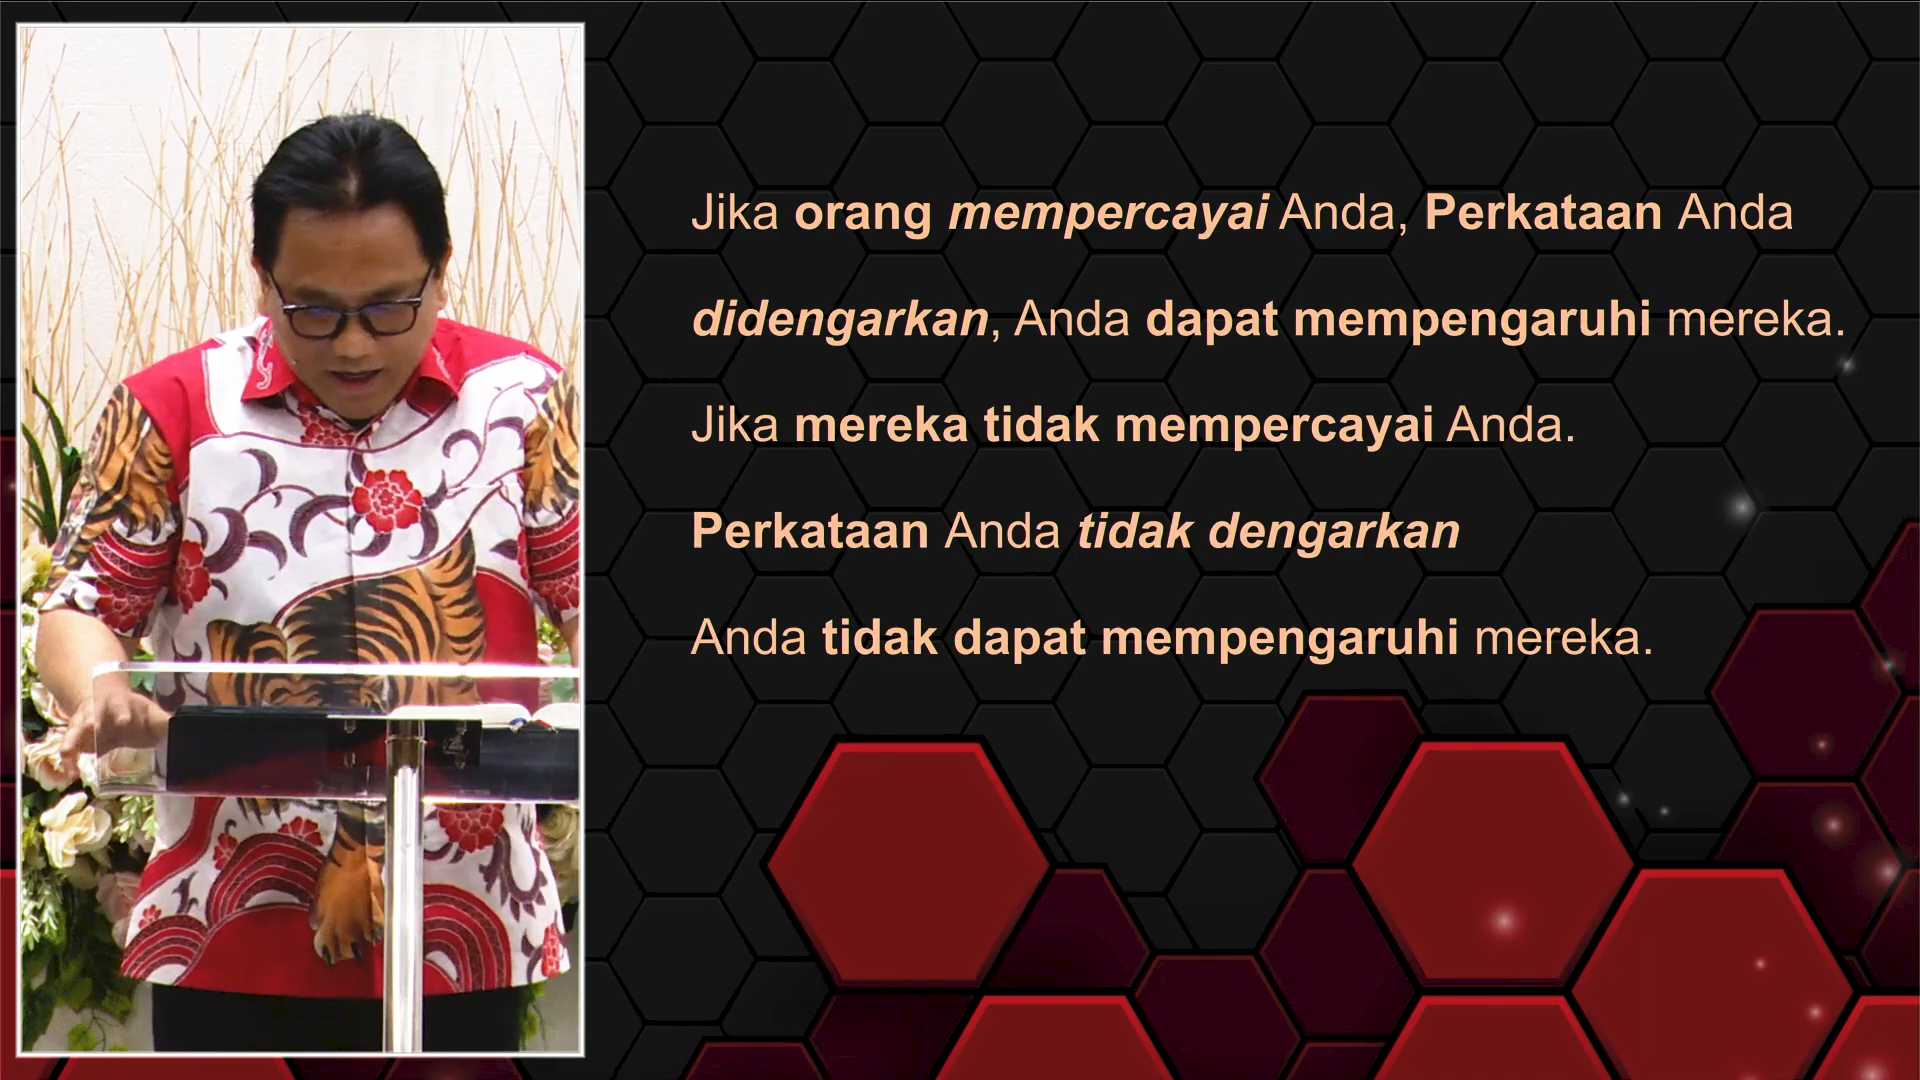 Jika orang mempercayai Anda, Perkataan Anda
didengarkan, Anda dapat mempengaruhi mereka.
Jika mereka tidak mempercayai Anda.
Perkataan Anda tidak dengarkan
Anda tidak dapat mempengaruhi mereka.